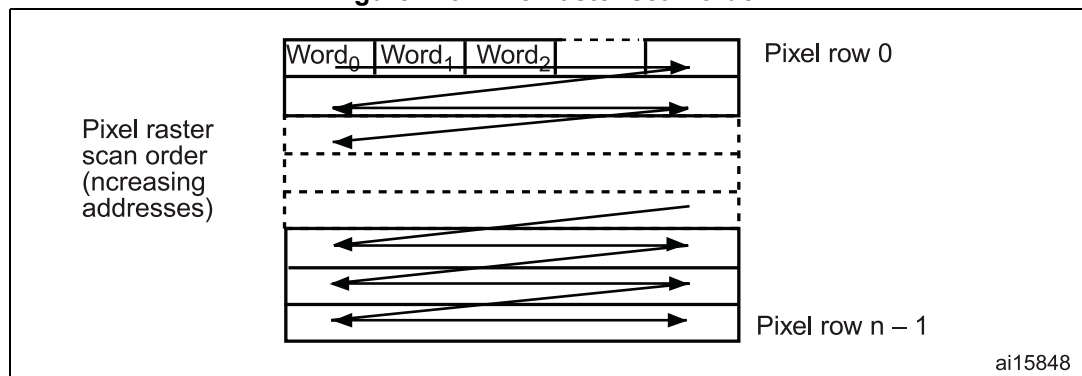 Word0 Word1 Word2
Pixel row 0
Pixel raster
scan order
(ncreasing
addresses)
Pixel row n – 1
ai15848